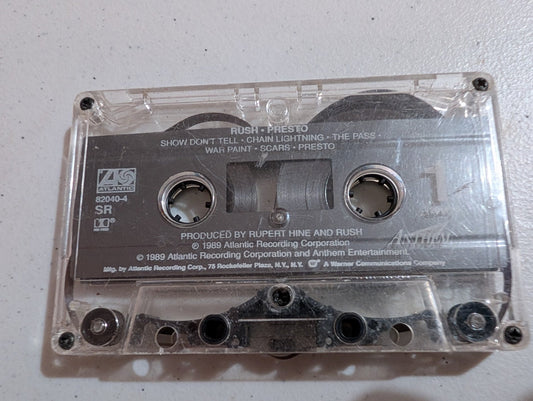 RUSH • PRESTO
SHOW DON'T TELL • CHAIN LIGHTNING • THE PASS •
WAR PAINT • SCARS • PRESTO
ATLANTIC
82040-4
SR
1
ANTHEM
PRODUCED BY RUPERT HINE AND RUSH
℗ 1989 Atlantic Recording Corporation
© 1989 Atlantic Recording Corporation and Anthem Entertainment.
Mfg. by Atlantic Recording Corp., 75 Rockefeller Plaza, N.Y., N.Y. A Warner Communications Company